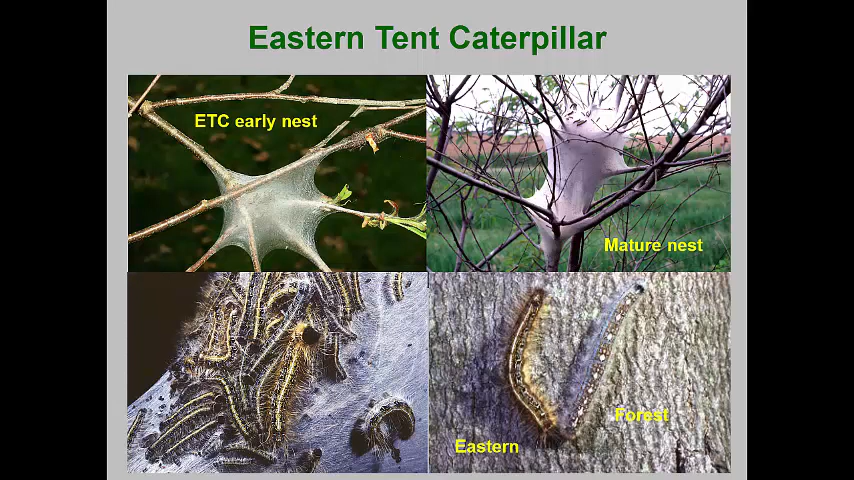 Eastern Tent Caterpillar
ETC early nest
Mature nest
Forest
Eastern